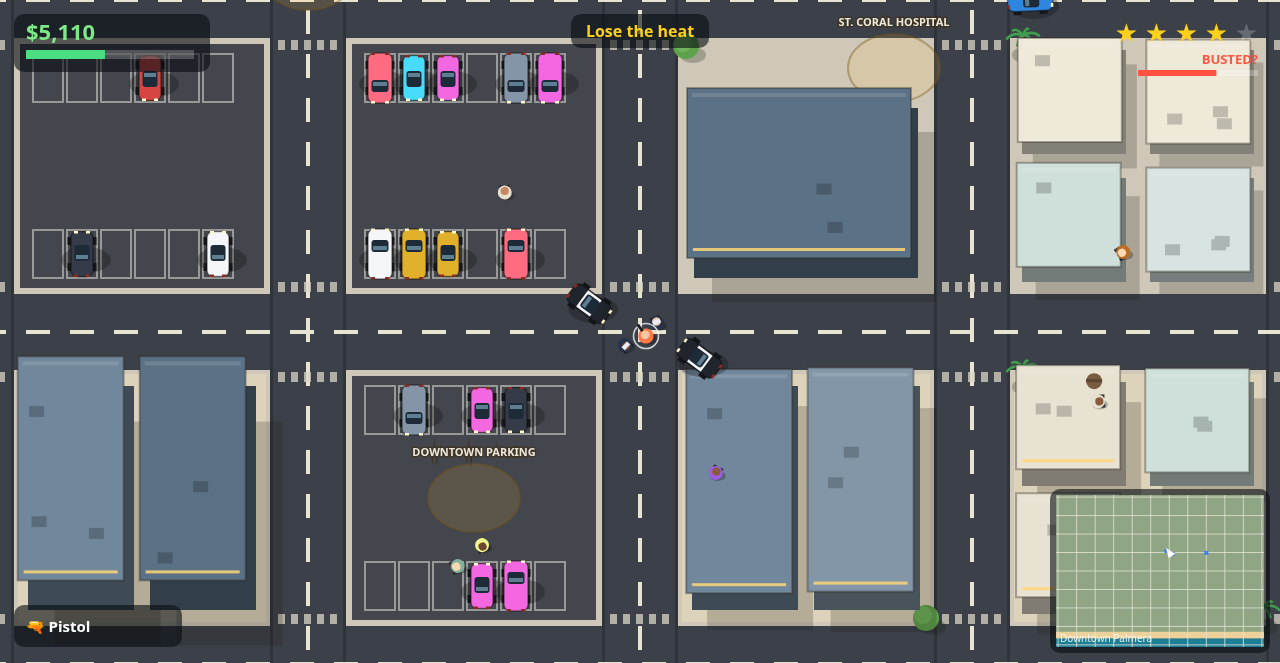 $5,110
Lose the heat
ST. CORAL HOSPITAL
BUSTED?
DOWNTOWN PARKING
Pistol
Downtown Palmera